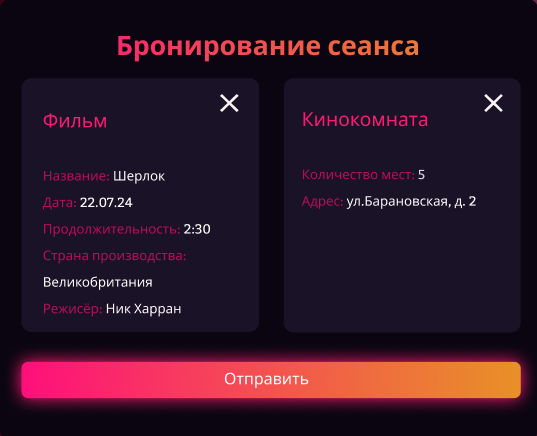 Бронирование сеанса
Фильм
Название: Шерлок
Дата: 22.07.24
Продолжительность: 2:30
Страна производства:
Великобритания
Режисёр: Ник Харран
Кинокомната
Количество мест: 5
Адрес: ул.Барановская, д. 2
Отправить